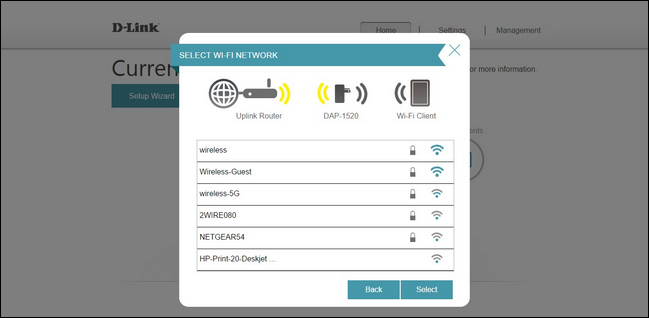 D-Link
Home
Settings
Management
SELECT WI-FI NETWORK
Curren
or more information.
Setup Wizard
Uplink Router
DAP-1520
Wi-Fi Client
ents
wireless
Wireless-Guest
wireless-5G
2WIRE080
NETGEAR54
HP-Print-20-Deskjet ...
Back
Select